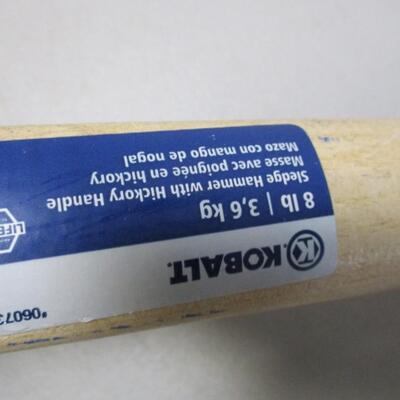 KOBALT.
8 lb | 3,6 kg
Sledge Hammer with Hickory Handle
Masse avec poignée en hickory
Mazo con mango de nogal